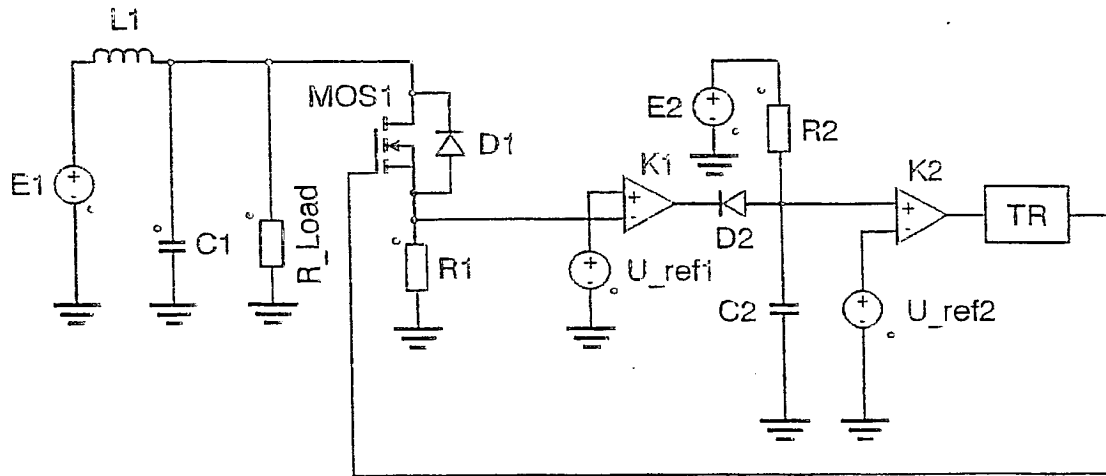 L1
MOS1
E1
C1
R_Load
D1
R1
+
-
U_ref1
K1
D2
E2
R2
C2
K2
U_ref2
TR